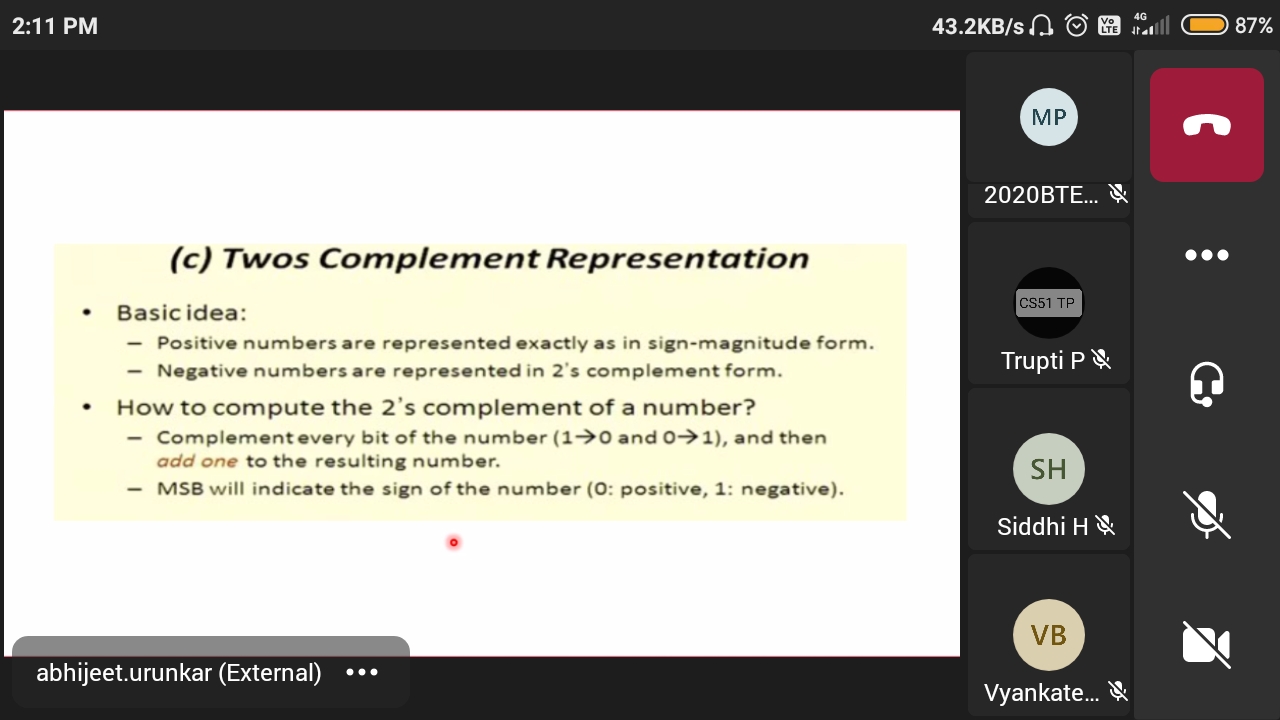 2:11 PM
43.2KB/s
Vo LTE
4G
87%
(c) Twos Complement Representation
• Basic idea:
– Positive numbers are represented exactly as in sign-magnitude form.
– Negative numbers are represented in 2's complement form.
• How to compute the 2's complement of a number?
– Complement every bit of the number (1→0 and 0→1), and then
add one to the resulting number.
– MSB will indicate the sign of the number (0: positive, 1: negative).
abhijeet.urunkar (External)
MP
2020BTE...
CS51 TP
Trupti P
SH
Siddhi H
VB
Vyankate...